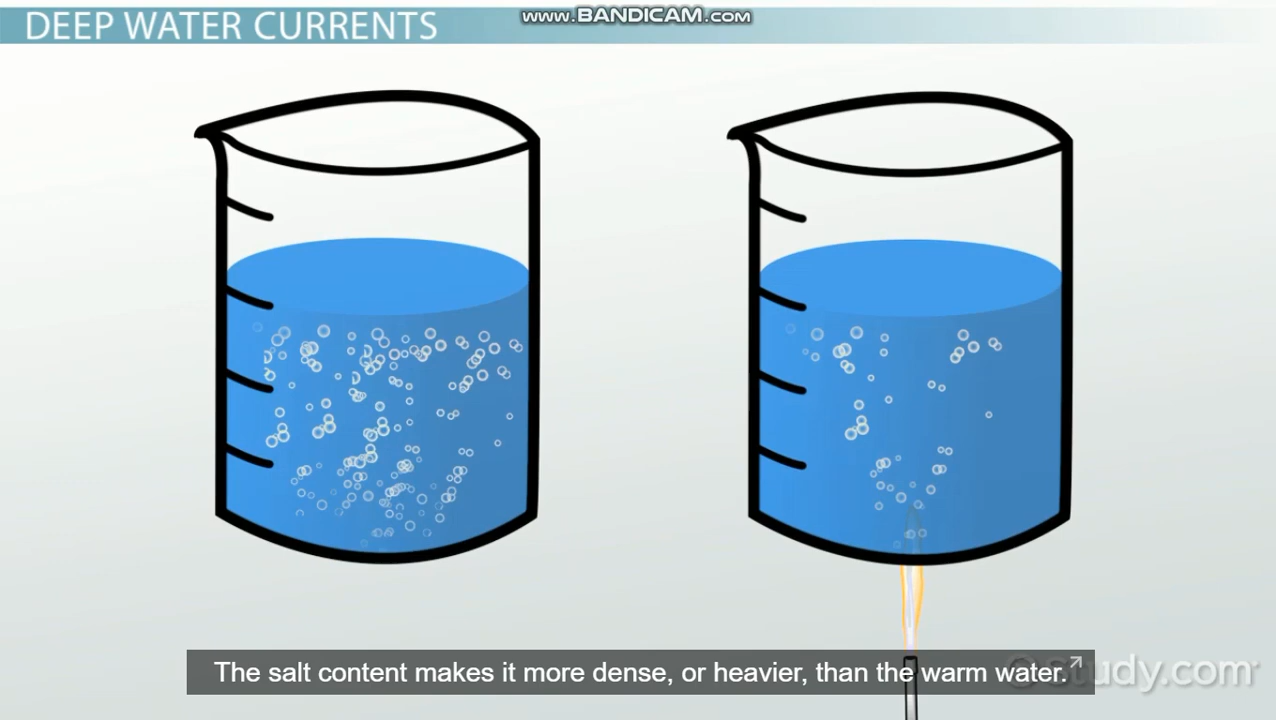 DEEP WATER CURRENTS
www.BANDICAM.com
The salt content makes it more dense, or heavier, than the warm water.
study.com